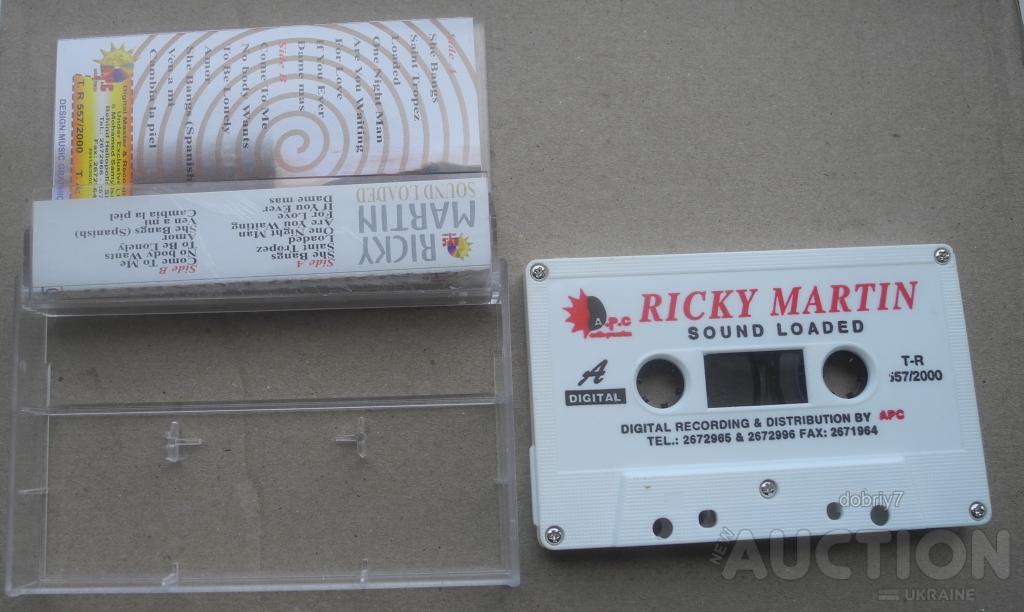 Side A
She Bangs
Saint Tropez
Loaded
One Night Man
Are You Waiting
For Love
If You Ever
Dame mas
Side B
Come to Me
No body Wants
To Be Lonely
Amor
She Bangs (Spanish
Ven a mi
Cambia la piel
T.R 557/2000
DESIGN:MUSIC GRAPHIC
RICKY
MARTIN
SOUND LOADED
Side A
She Bangs
Saint Tropez
Loaded
One Night Man
Are You Waiting
For Love
If You Ever
Dame mas
Side B
Come To Me
No body Wants
To Be Lonely
Amor
She Bangs (Spanish)
Ven a mi
Cambia la piel
A.P.C
RICKY MARTIN
SOUND LOADED
A
DIGITAL
T-R
557/2000
DIGITAL RECORDING & DISTRIBUTION BY APC
TEL.: 2672965 & 2672996 FAX: 2671964
dobriy7
NEW AUCTION
UKRAINE